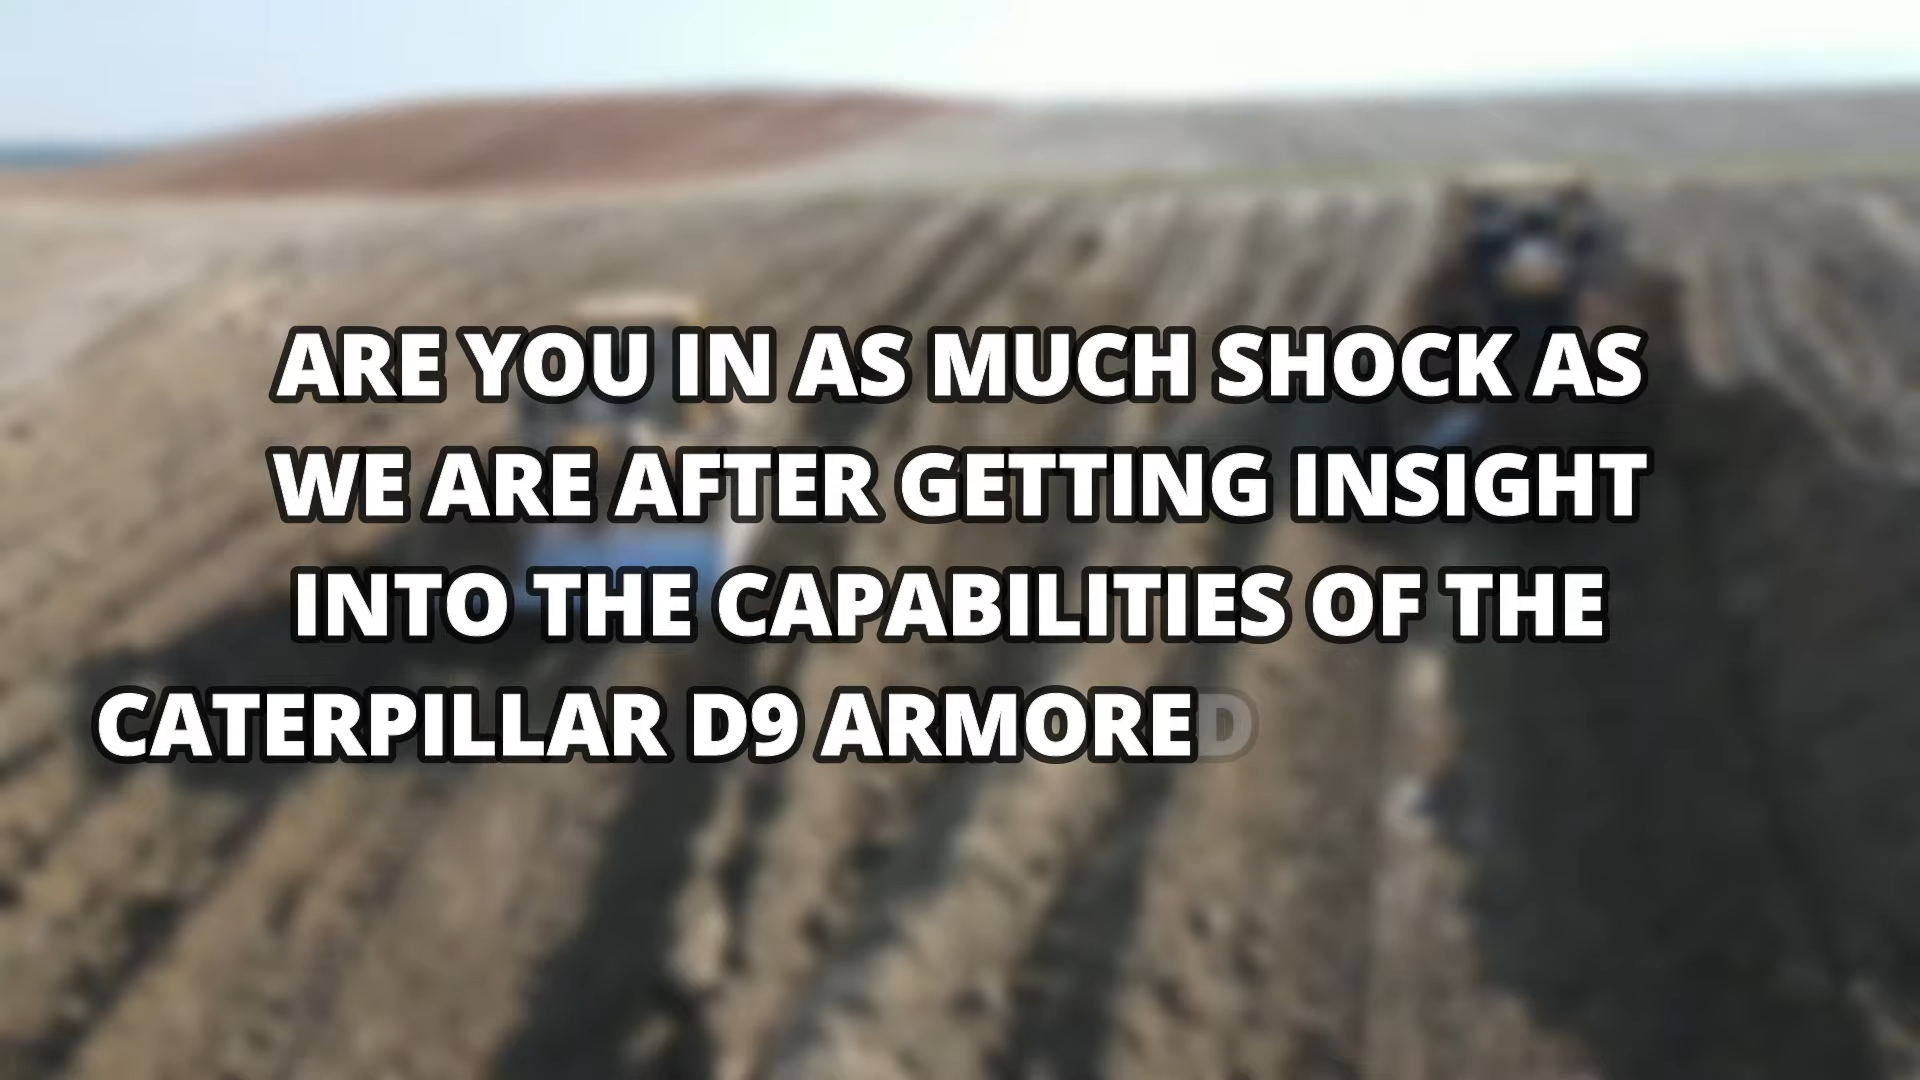 ARE YOU IN AS MUCH SHOCK AS
WE ARE AFTER GETTING INSIGHT
INTO THE CAPABILITIES OF THE
CATERPILLAR D9 ARMORED